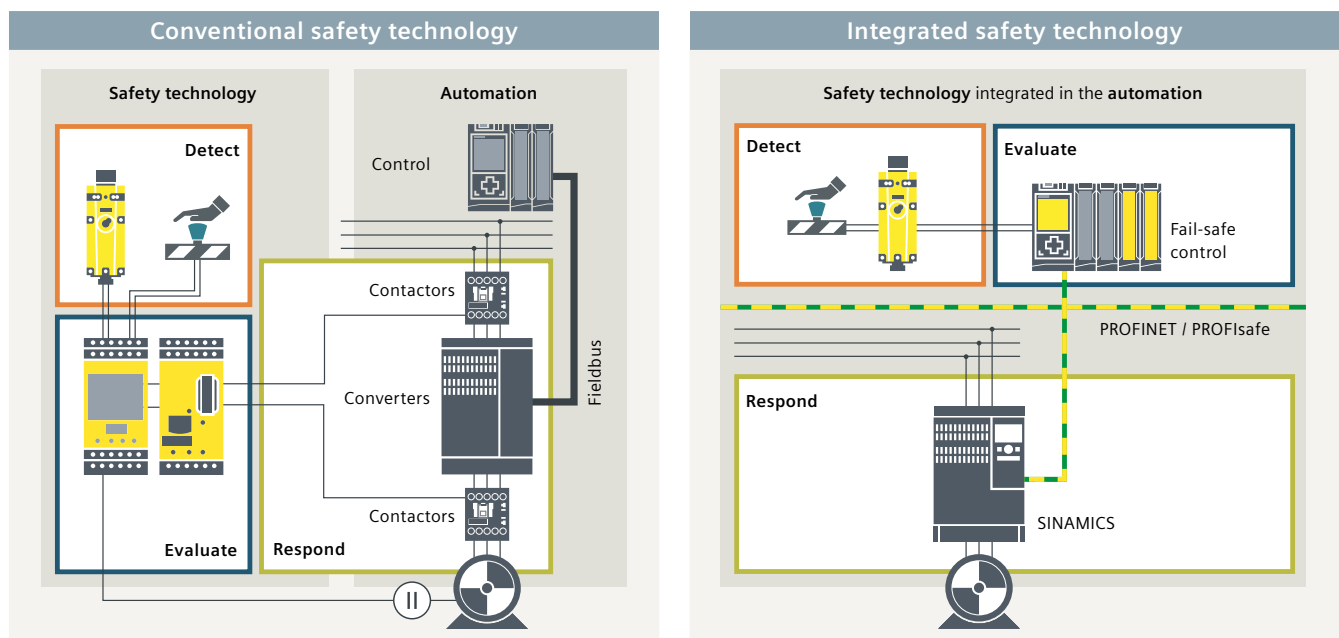 Conventional safety technology
Safety technology
Automation
Detect
Control
Contactors
Converters
Fieldbus
Contactors
Evaluate
Respond
II
Integrated safety technology
Safety technology integrated in the automation
Detect
Evaluate
Fail-safe
control
PROFINET / PROFIsafe
Respond
SINAMICS